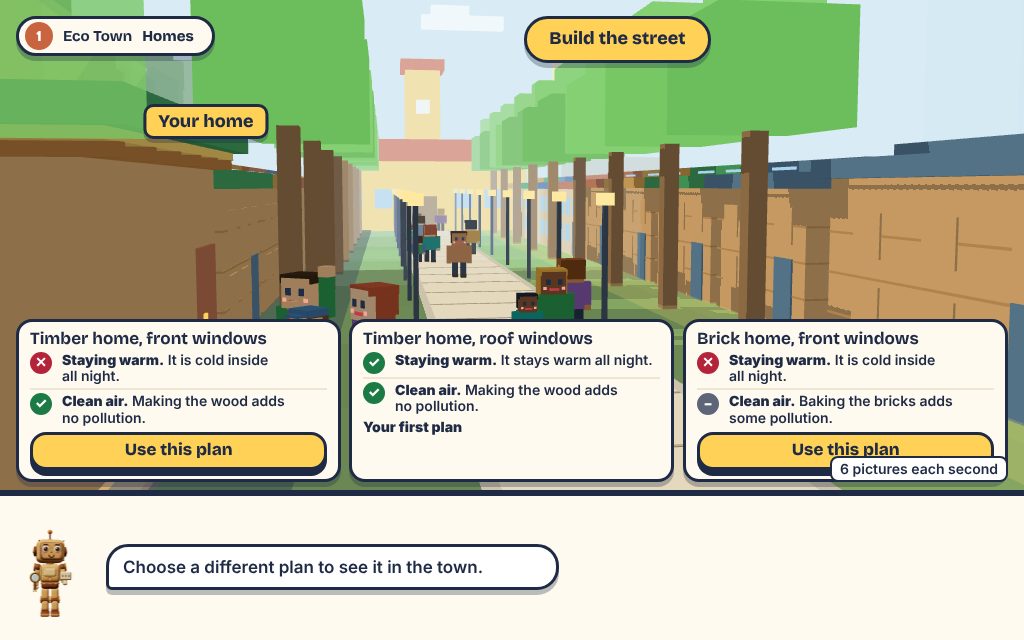 1 Eco Town Homes
Build the street
Your home
Timber home, front windows
Staying warm. It is cold inside
all night.
Clean air. Making the wood adds
no pollution.
Use this plan
Timber home, roof windows
Staying warm. It stays warm all night.
Clean air. Making the wood adds
no pollution.
Your first plan
Brick home, front windows
Staying warm. It is cold inside
all night.
Clean air. Baking the bricks adds
some pollution.
Use this plan
6 pictures each second
Choose a different plan to see it in the town.